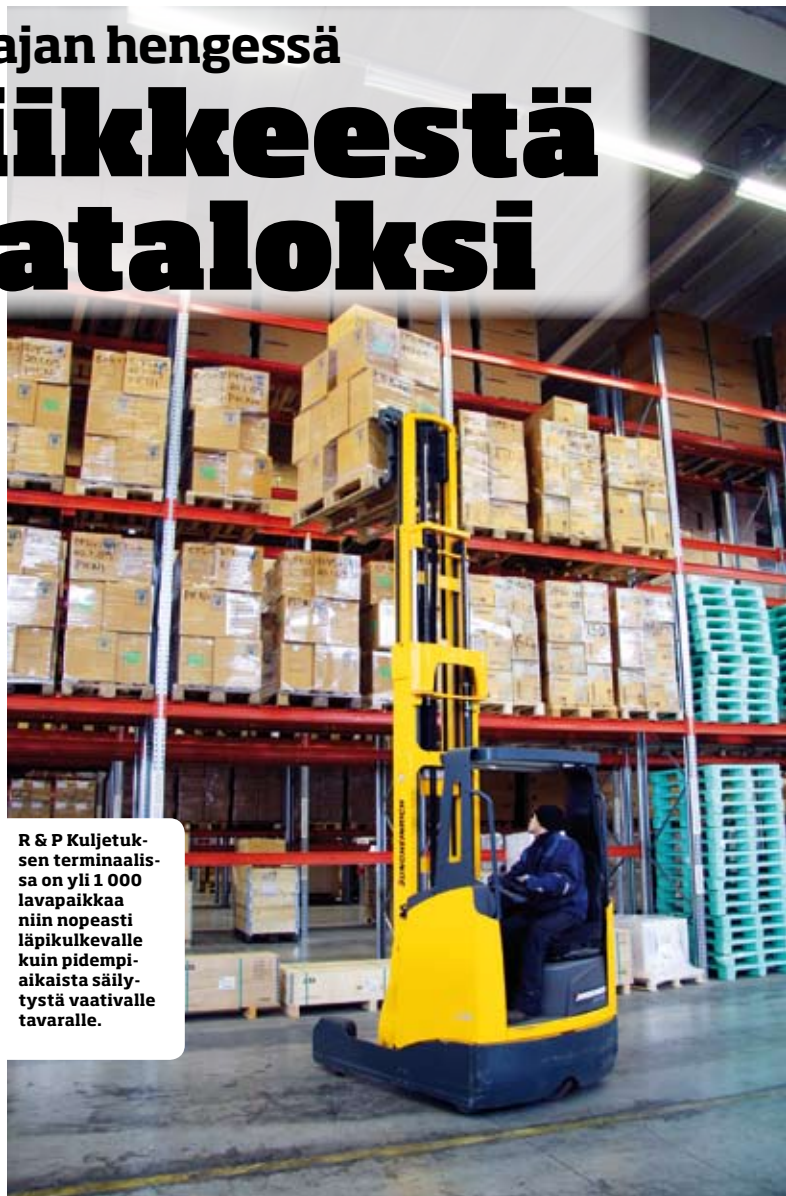 ajan hengessä
iikkeestä
ataloksi
JUNGHEINRICH
R & P Kuljetuk-
sen terminaalis-
sa on yli 1 000
lavapaikkaa
niin nopeasti
läpikulkevalle
kuin pidempi-
aikaista säily-
tystä vaativalle
tavaralle.